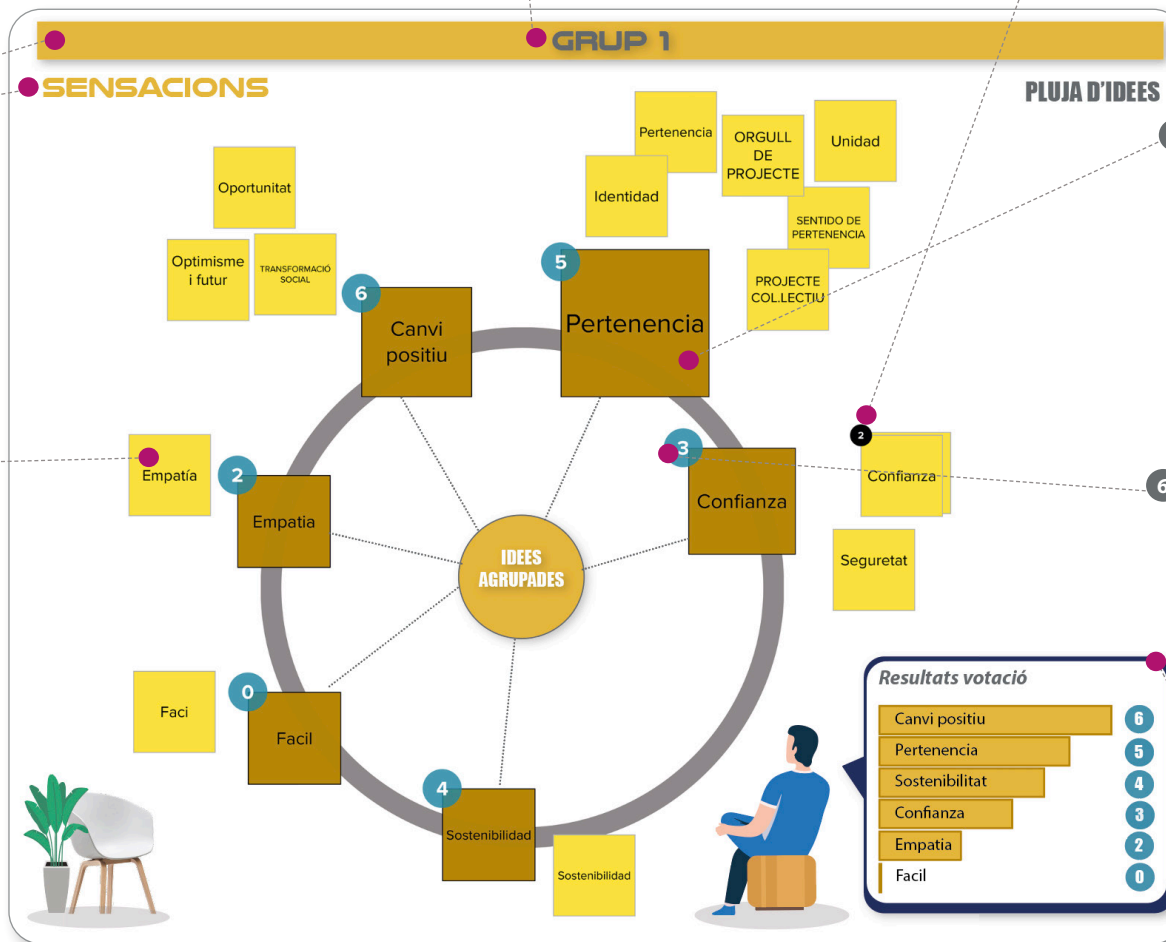 GRUP 1
SENSACIONS
PLUJA D'IDEES
Pertenencia
ORGULL
DE
PROJECTE
Unidad
Identidad
SENTIDO DE
PERTENENCIA
PROJECTE
COL.LECTIU
Oportunitat
Optimisme
i futur
TRANSFORMACIÓ
SOCIAL
6
Canvi
positiu
5
Pertenencia
3
Confianza
2
Confianza
Seguretat
6
Empatía
2
Empatia
IDEES
AGRUPADES
Faci
0
Facil
4
Sostenibilidad
Sostenibilidad
Resultats votació
Canvi positiu 6
Pertenencia 5
Sostenibilitat 4
Confianza 3
Empatia 2
Facil 0